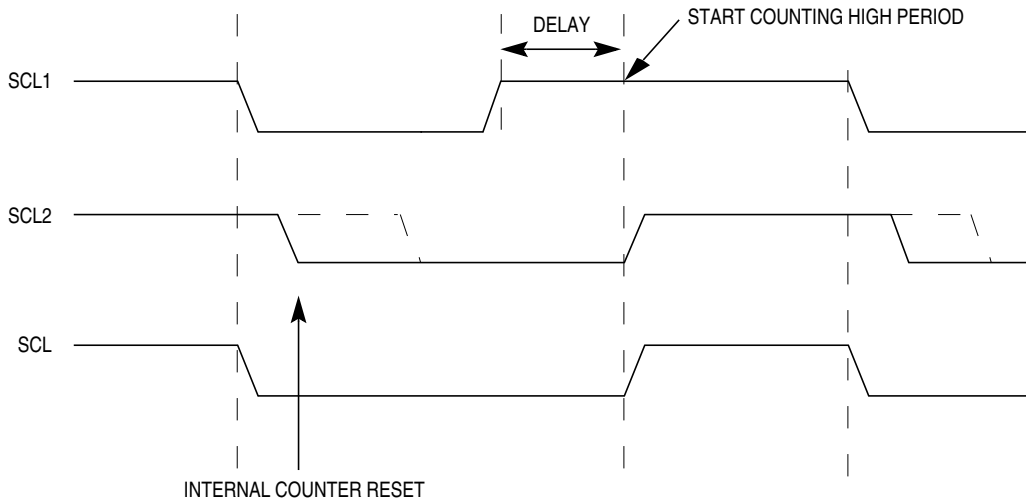 START COUNTING HIGH PERIOD
DELAY
SCL1
SCL2
SCL
INTERNAL COUNTER RESET